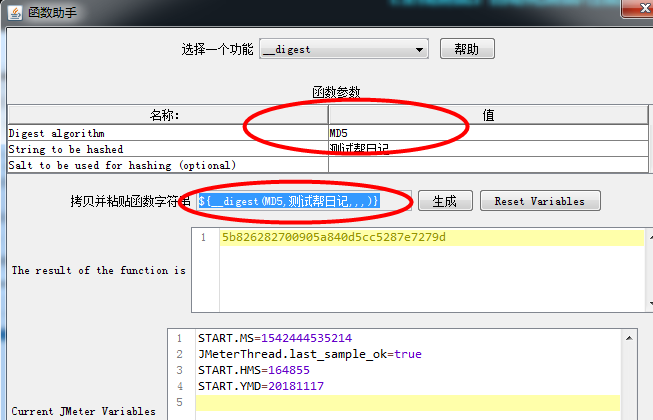 函数助手
选择一个功能 __digest 帮助
函数参数
名称: 值
Digest algorithm MD5
String to be hashed 测试帮日记
Salt to be used for hashing (optional)
拷贝并粘贴函数字符串 ${__digest(MD5,测试帮日记,,,)} 生成 Reset Variables
1 5b826282700905a840d5cc5287e7279d
The result of the function is
1 START.MS=1542444535214
2 JMeterThread.last_sample_ok=true
3 START.HMS=164855
4 START.YMD=20181117
5
Current JMeter Variables